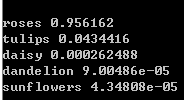 roses 0.956162
tulips 0.0434416
daisy 0.000262488
dandelion 9.00486e-05
sunflowers 4.34808e-05